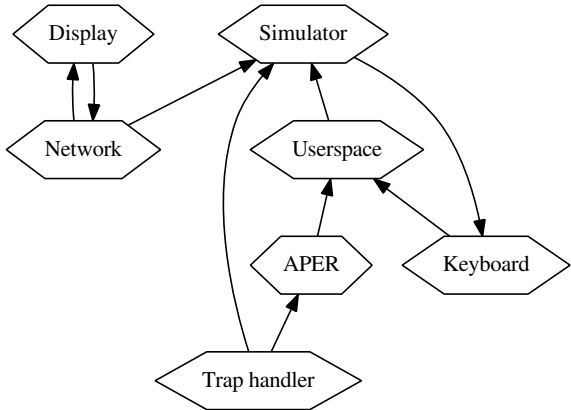 Display
Simulator
Network
Userspace
APER
Keyboard
Trap handler